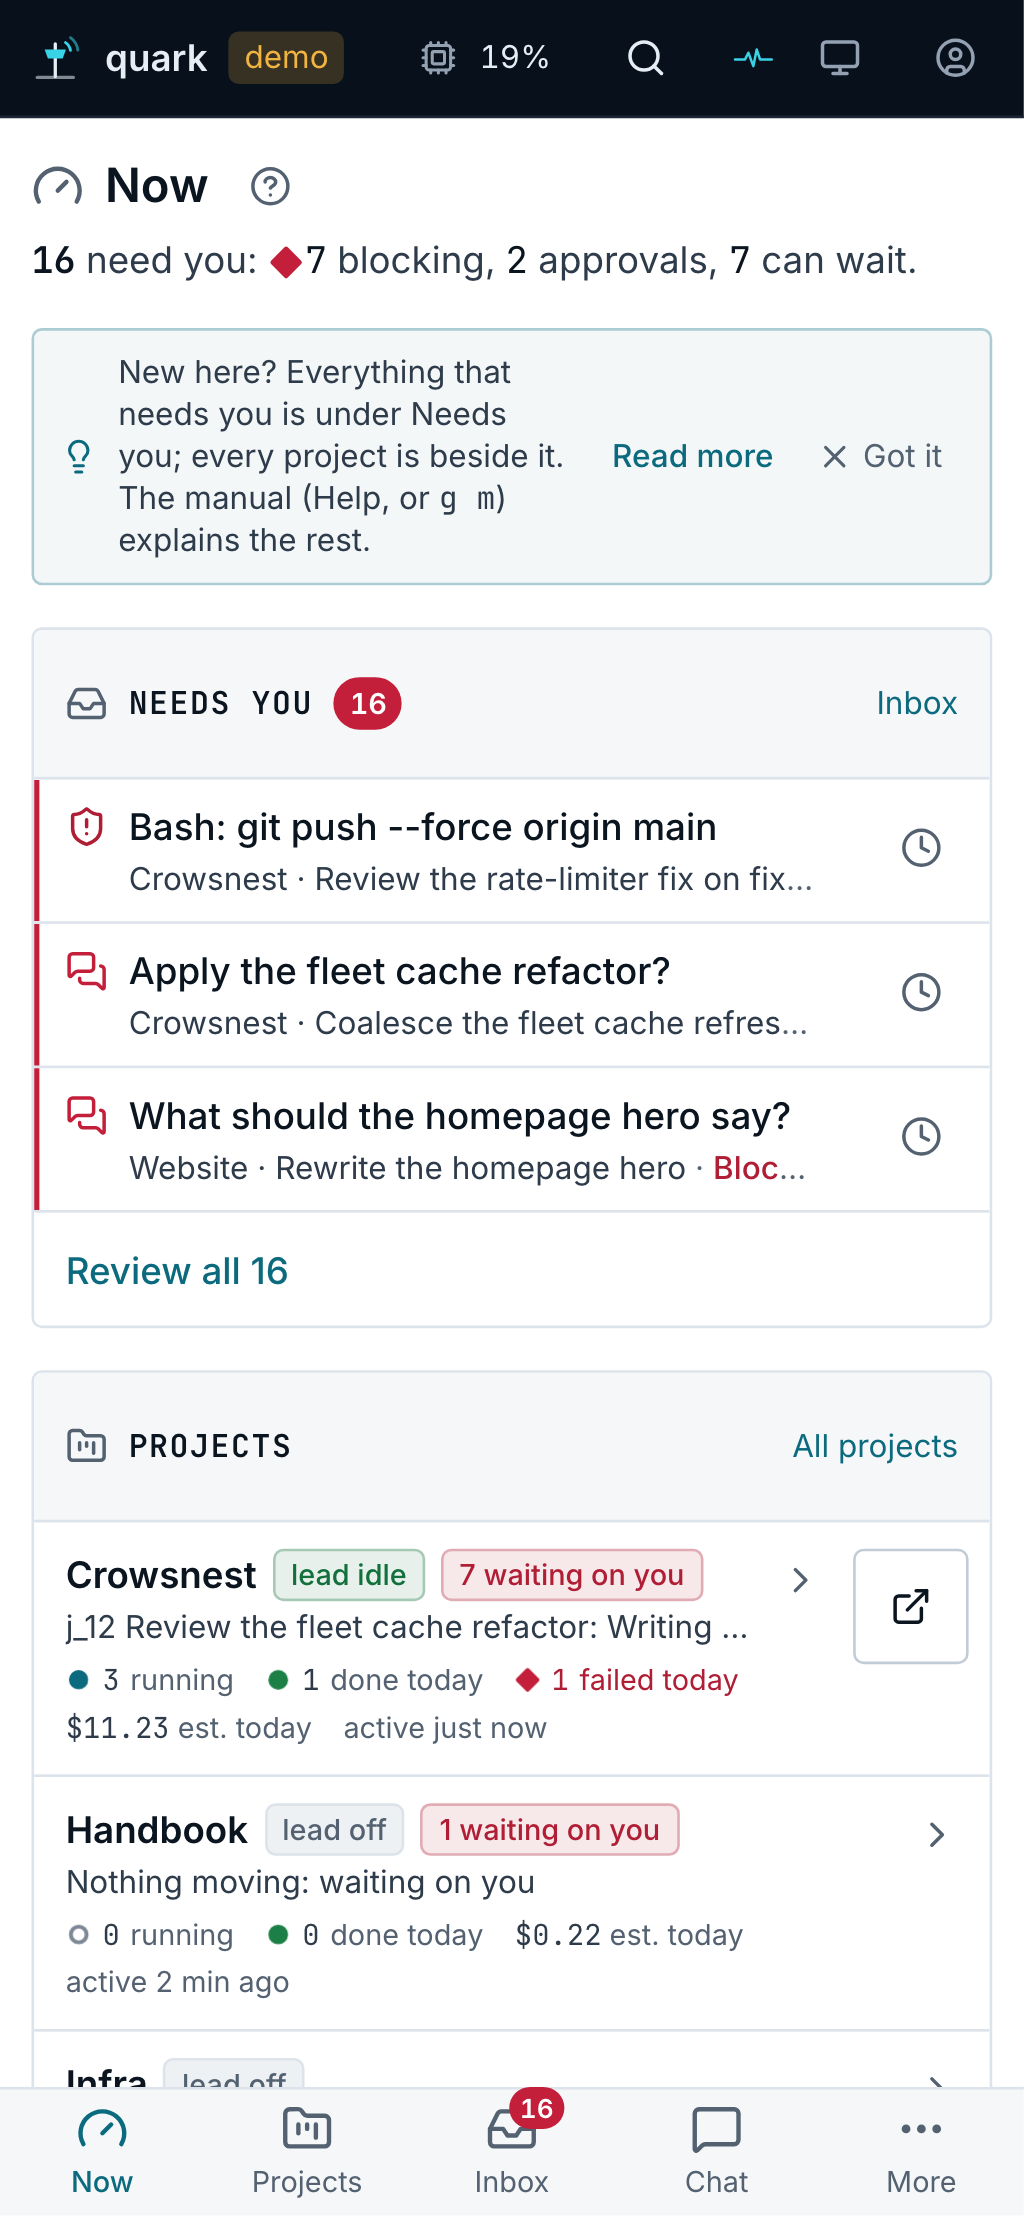 quark demo 19%
Now
16 need you: 7 blocking, 2 approvals, 7 can wait.
New here? Everything that
needs you is under Needs
you; every project is beside it.
The manual (Help, or g m)
explains the rest.
Read more
Got it
NEEDS YOU 16
Inbox
Bash: git push --force origin main
Crowsnest · Review the rate-limiter fix on fix...
Apply the fleet cache refactor?
Crowsnest · Coalesce the fleet cache refres...
What should the homepage hero say?
Website · Rewrite the homepage hero · Bloc...
Review all 16
PROJECTS
All projects
Crowsnest lead idle 7 waiting on you
j_12 Review the fleet cache refactor: Writing ...
3 running 1 done today 1 failed today
$11.23 est. today active just now
Handbook lead off 1 waiting on you
Nothing moving: waiting on you
0 running 0 done today $0.22 est. today
active 2 min ago
Infra lead off
16
Now Projects Inbox Chat More